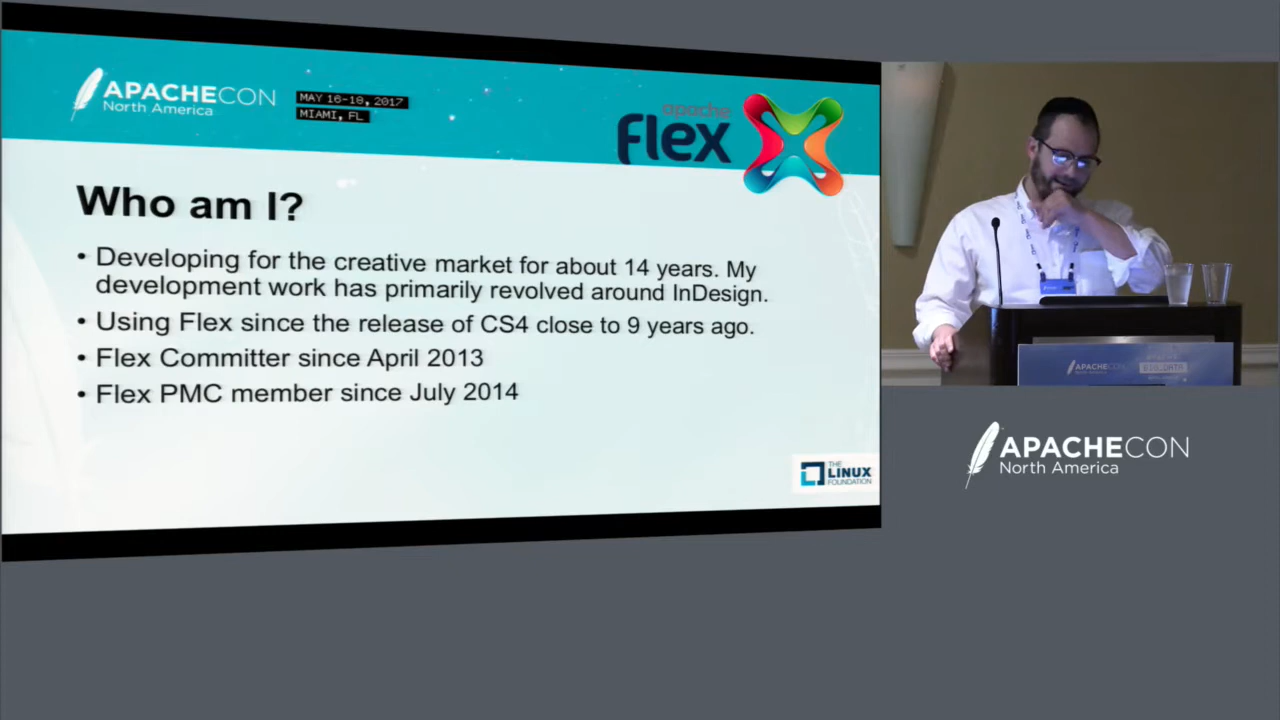 APACHECON
North America
MAY 16-18, 2017
MIAMI, FL
apache
flex
Who am I?
• Developing for the creative market for about 14 years. My
development work has primarily revolved around InDesign.
• Using Flex since the release of CS4 close to 9 years ago.
• Flex Committer since April 2013
• Flex PMC member since July 2014
THE
LINUX
FOUNDATION
APACHECON
North America
APACHECON
North America